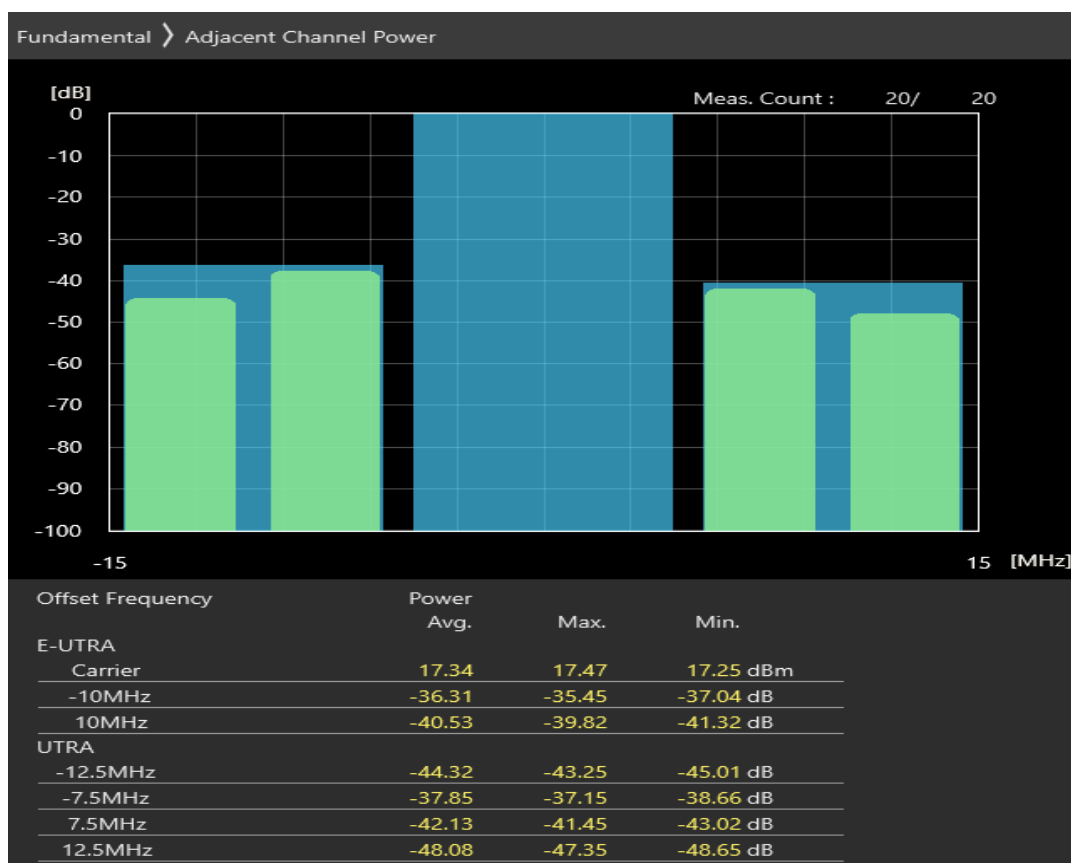 Fundamental ❯ Adjacent Channel Power
[dB]
Meas. Count : 20/ 20
0
-10
-20
-30
-40
-50
-60
-70
-80
-90
-100
-15 15 [MHz]
Offset Frequency Power
Avg. Max. Min.
E-UTRA
Carrier 17.34 17.47 17.25 dBm
-10MHz -36.31 -35.45 -37.04 dB
10MHz -40.53 -39.82 -41.32 dB
UTRA
-12.5MHz -44.32 -43.25 -45.01 dB
-7.5MHz -37.85 -37.15 -38.66 dB
7.5MHz -42.13 -41.45 -43.02 dB
12.5MHz -48.08 -47.35 -48.65 dB